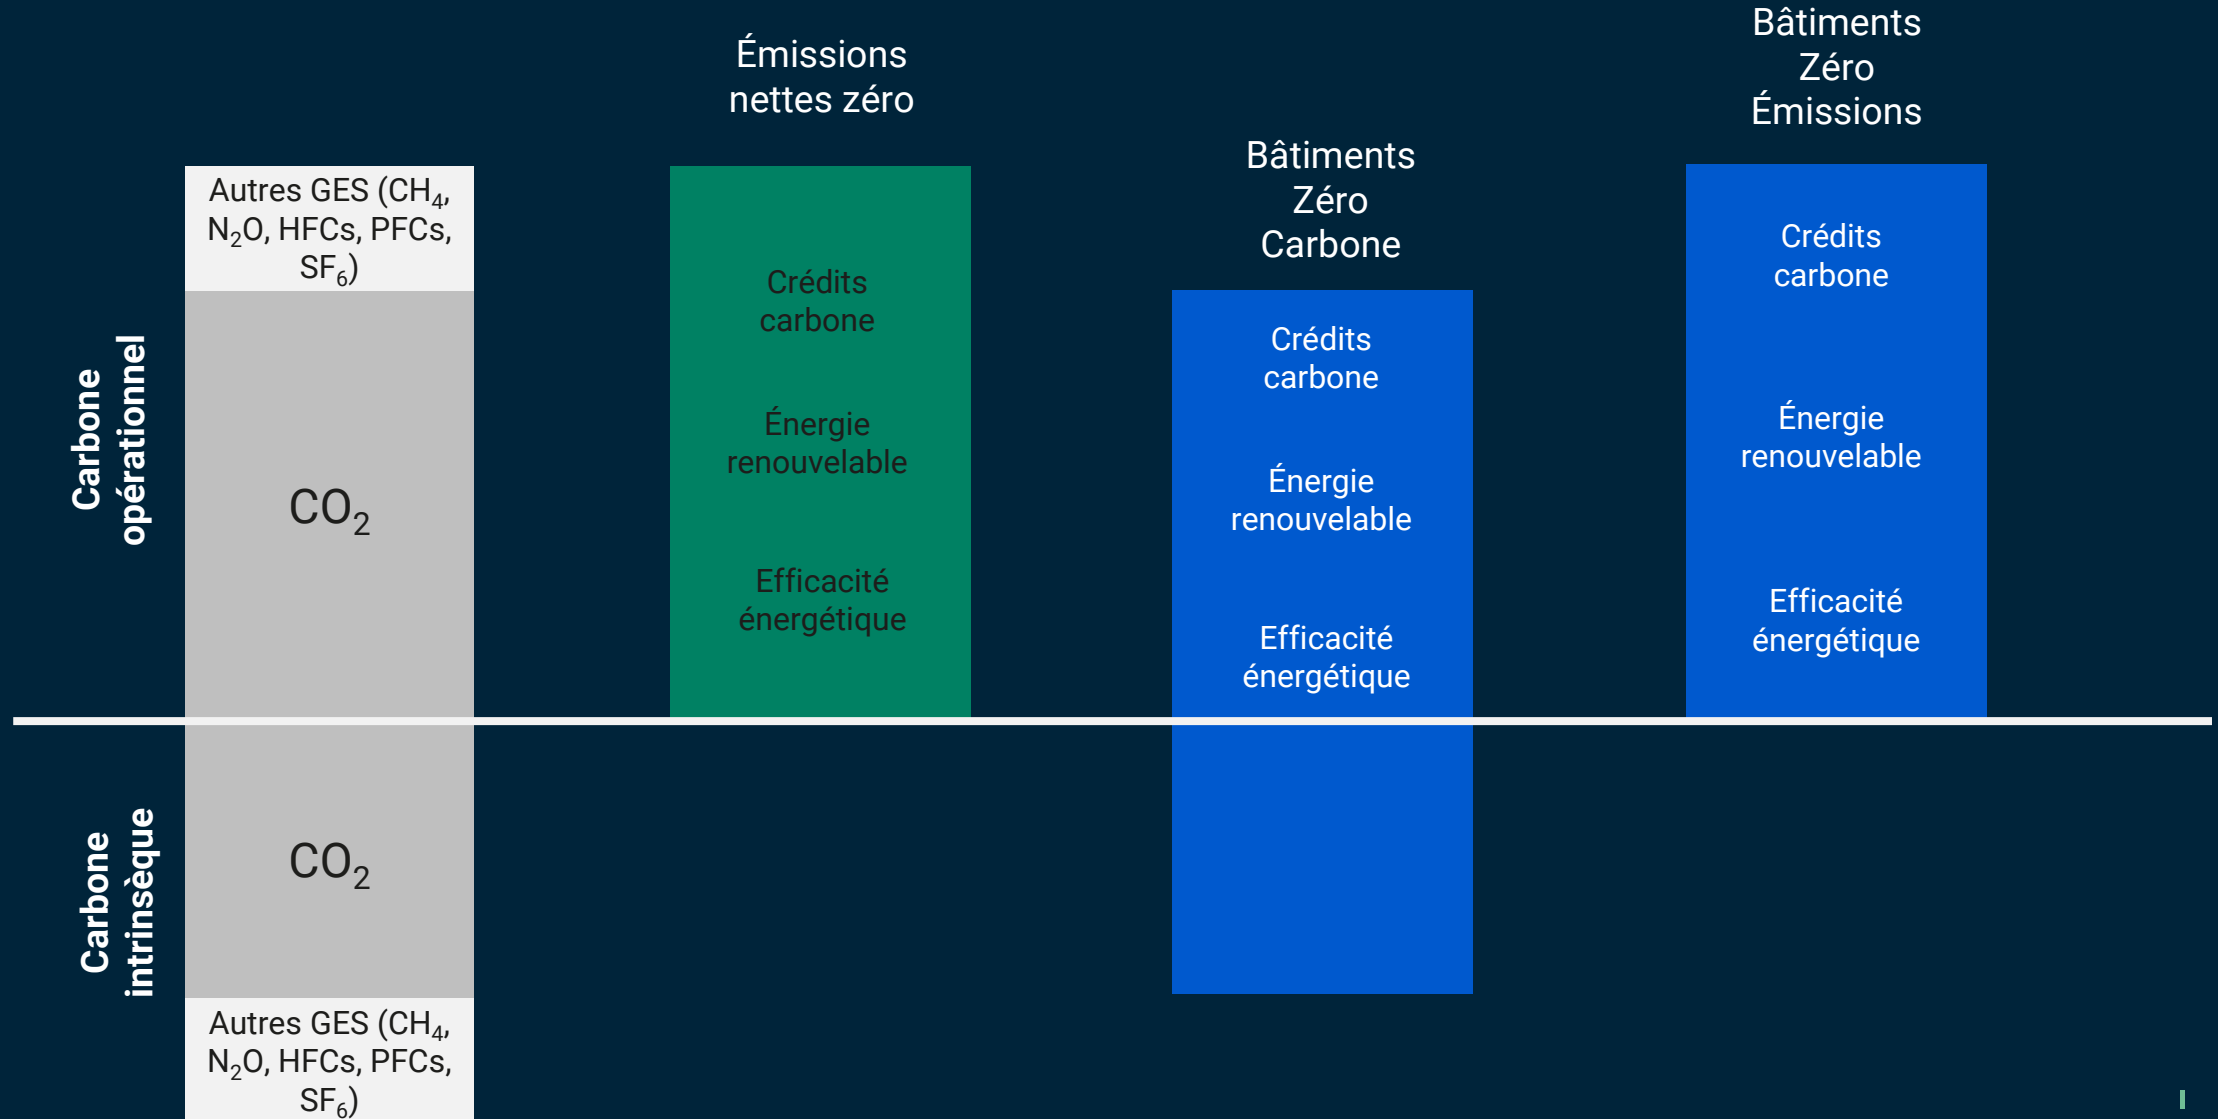 Émissions
nettes zéro
Bâtiments
Zéro
Carbone
Bâtiments
Zéro
Émissions
Carbone
opérationnel
Autres GES (CH₄,
N₂O, HFCs, PFCs,
SF₆)
CO₂
Crédits
carbone
Énergie
renouvelable
Efficacité
énergétique
Crédits
carbone
Énergie
renouvelable
Efficacité
énergétique
Crédits
carbone
Énergie
renouvelable
Efficacité
énergétique
Carbone
intrinsèque
CO₂
Autres GES (CH₄,
N₂O, HFCs, PFCs,
SF₆)